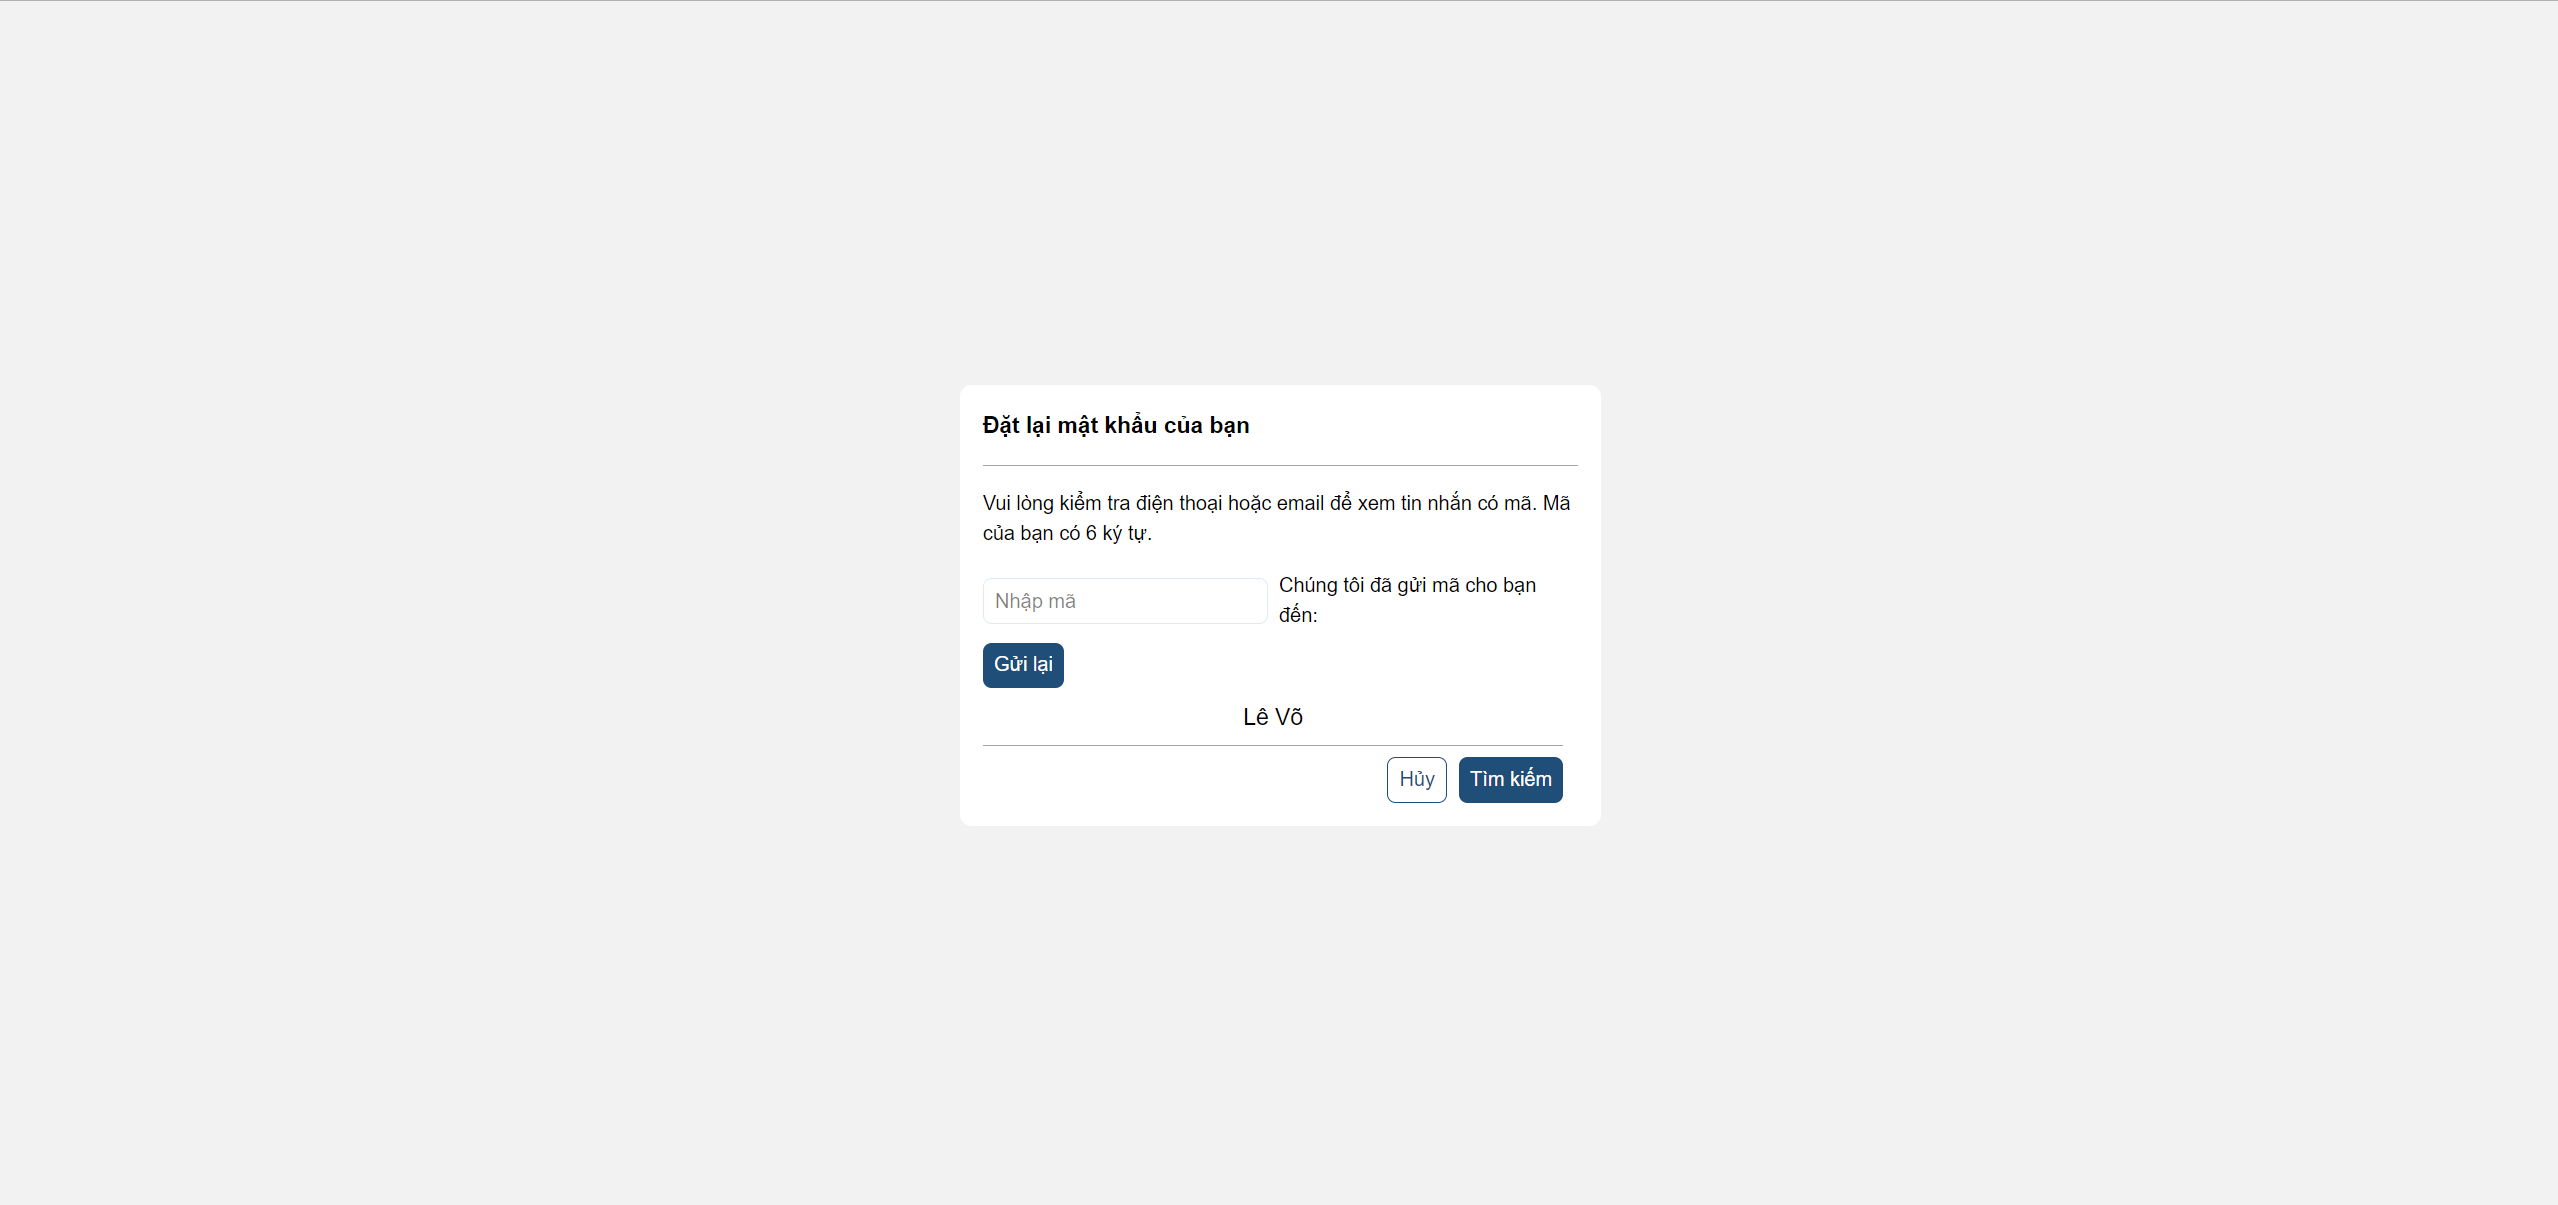 Đặt lại mật khẩu của bạn
Vui lòng kiểm tra điện thoại hoặc email để xem tin nhắn có mã. Mã
của bạn có 6 ký tự.
Nhập mã
Chúng tôi đã gửi mã cho bạn
đến:
Gửi lại
Lê Võ
Hủy
Tìm kiếm